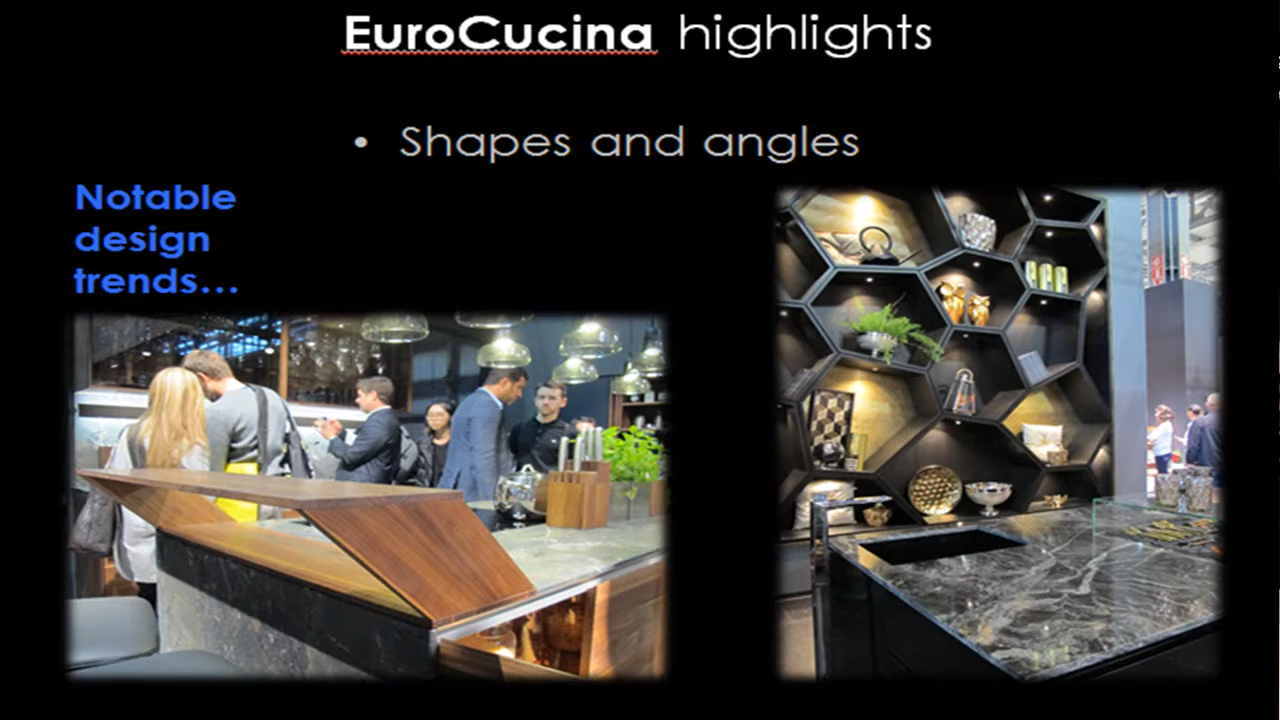 EuroCucina highlights
• Shapes and angles
Notable
design
trends...